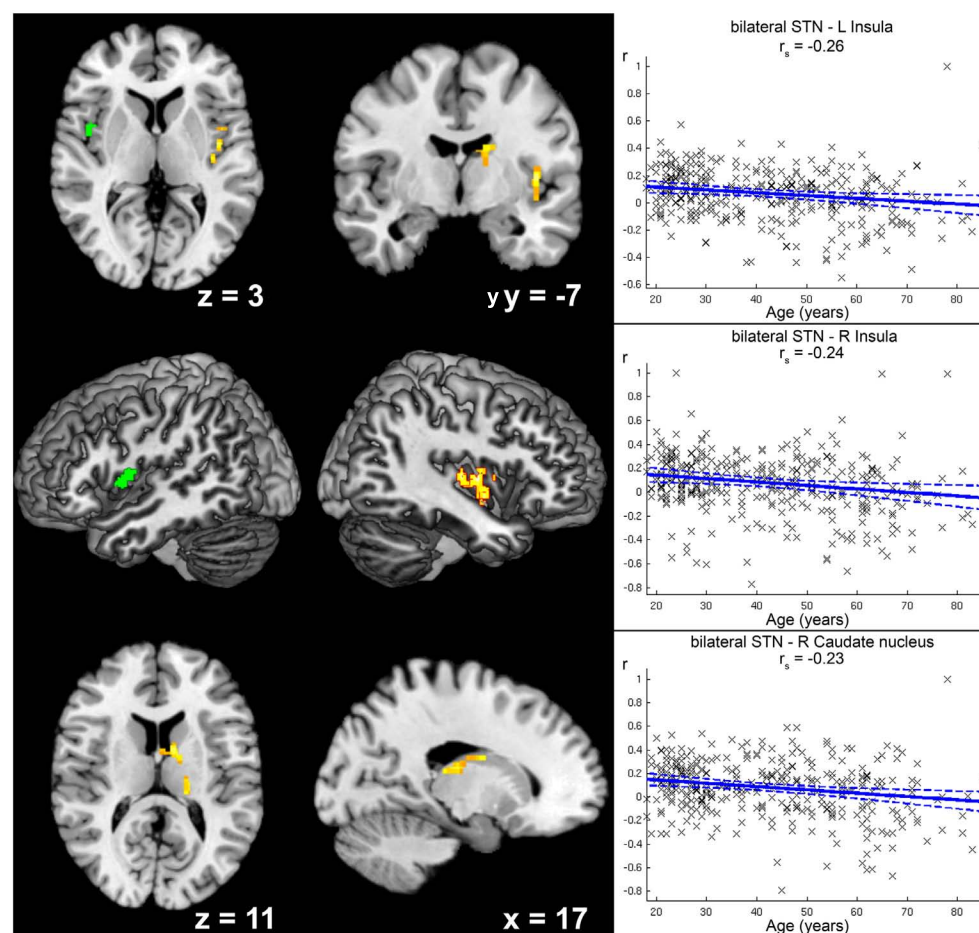 z = 3
y y = -7
z = 11
x = 17
bilateral STN - L Insula
r_s = -0.26
r
1
0.8
0.6
0.4
0.2
0
-0.2
-0.4
-0.6
20 30 40 50 60 70 80
Age (years)
bilateral STN - R Insula
r_s = -0.24
r
1
0.8
0.6
0.4
0.2
0
-0.2
-0.4
-0.6
-0.8
20 30 40 50 60 70 80
Age (years)
bilateral STN - R Caudate nucleus
r_s = -0.23
r
1
0.8
0.6
0.4
0.2
0
-0.2
-0.4
-0.6
-0.8
20 30 40 50 60 70 80
Age (years)